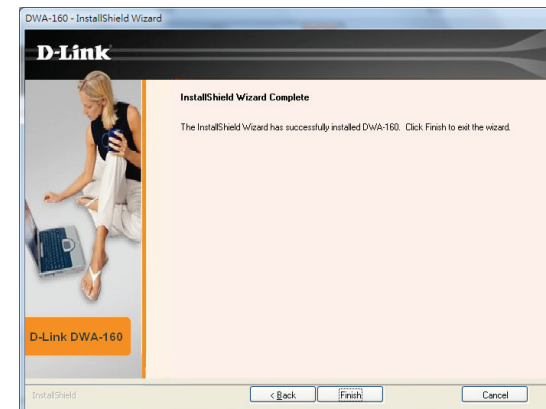 DWA-160 - InstallShield Wizard
D-Link
InstallShield Wizard Complete
The InstallShield Wizard has successfully installed DWA-160. Click Finish to exit the wizard.
D-Link DWA-160
InstallShield
< Back
Finish
Cancel